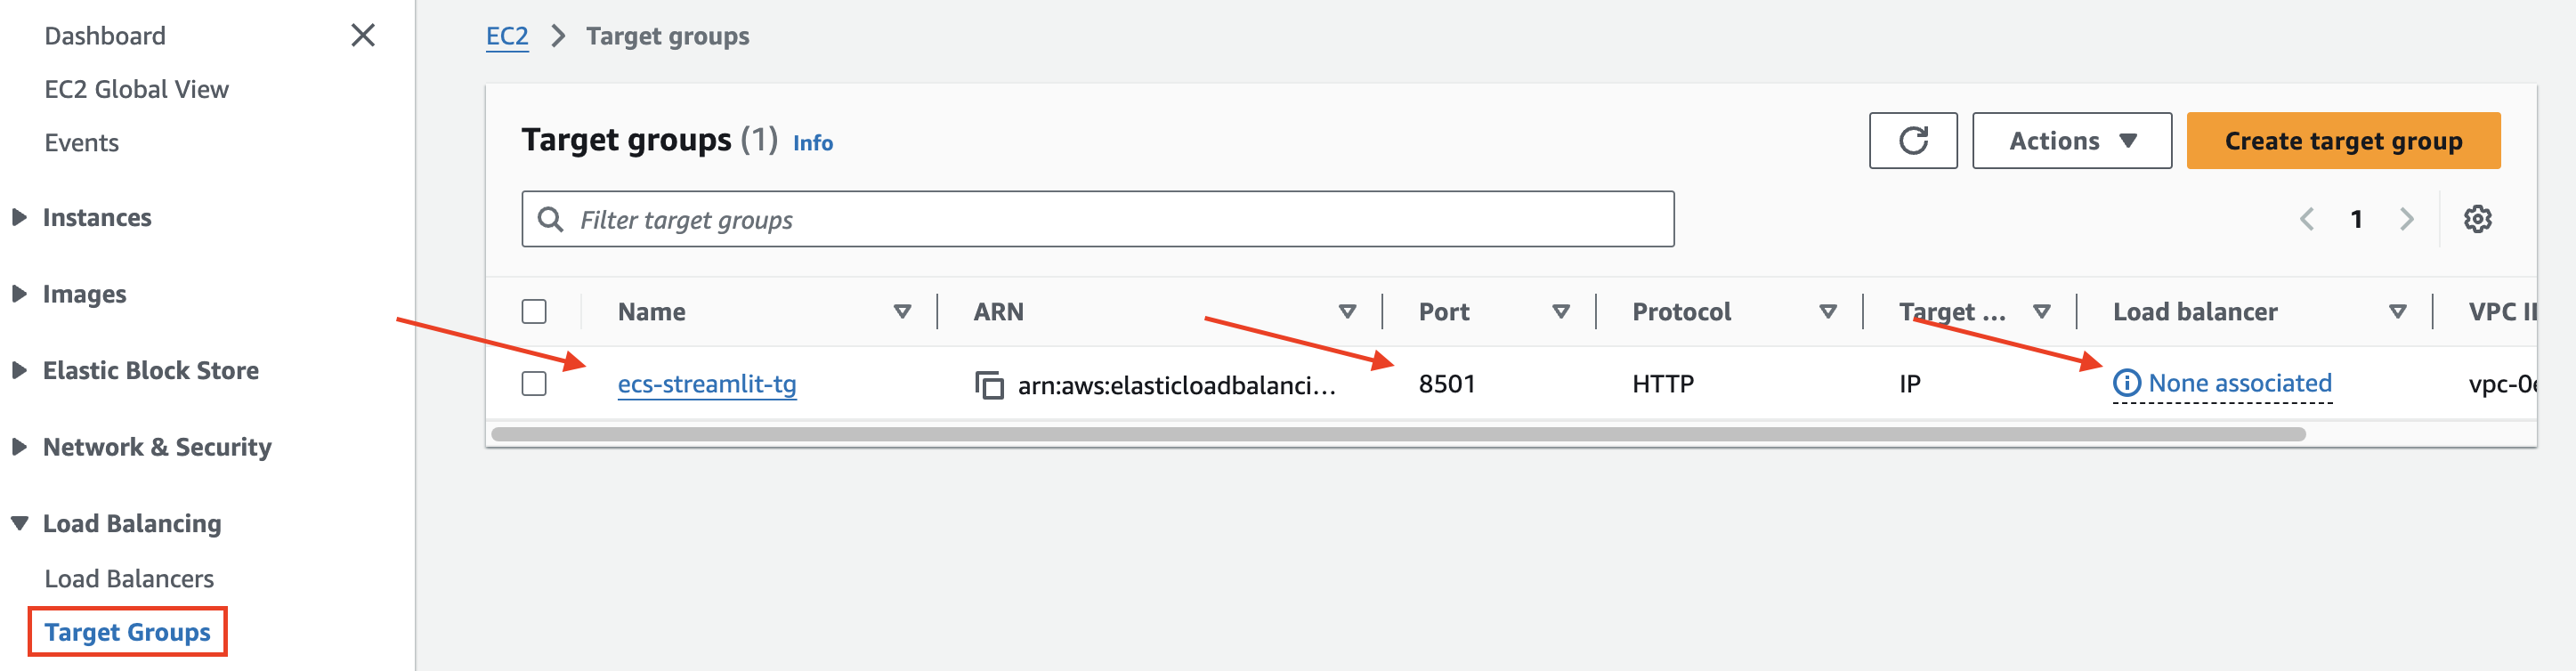 Dashboard
EC2 Global View
Events
Instances
Images
Elastic Block Store
Network & Security
Load Balancing
Load Balancers
Target Groups
EC2 Target groups
Target groups (1) Info
Actions
Create target group
Filter target groups
1
Name ARN Port Protocol Target ... Load balancer VPC II
ecs-streamlit-tg arn:aws:elasticloadbalanci... 8501 HTTP IP None associated vpc-0e